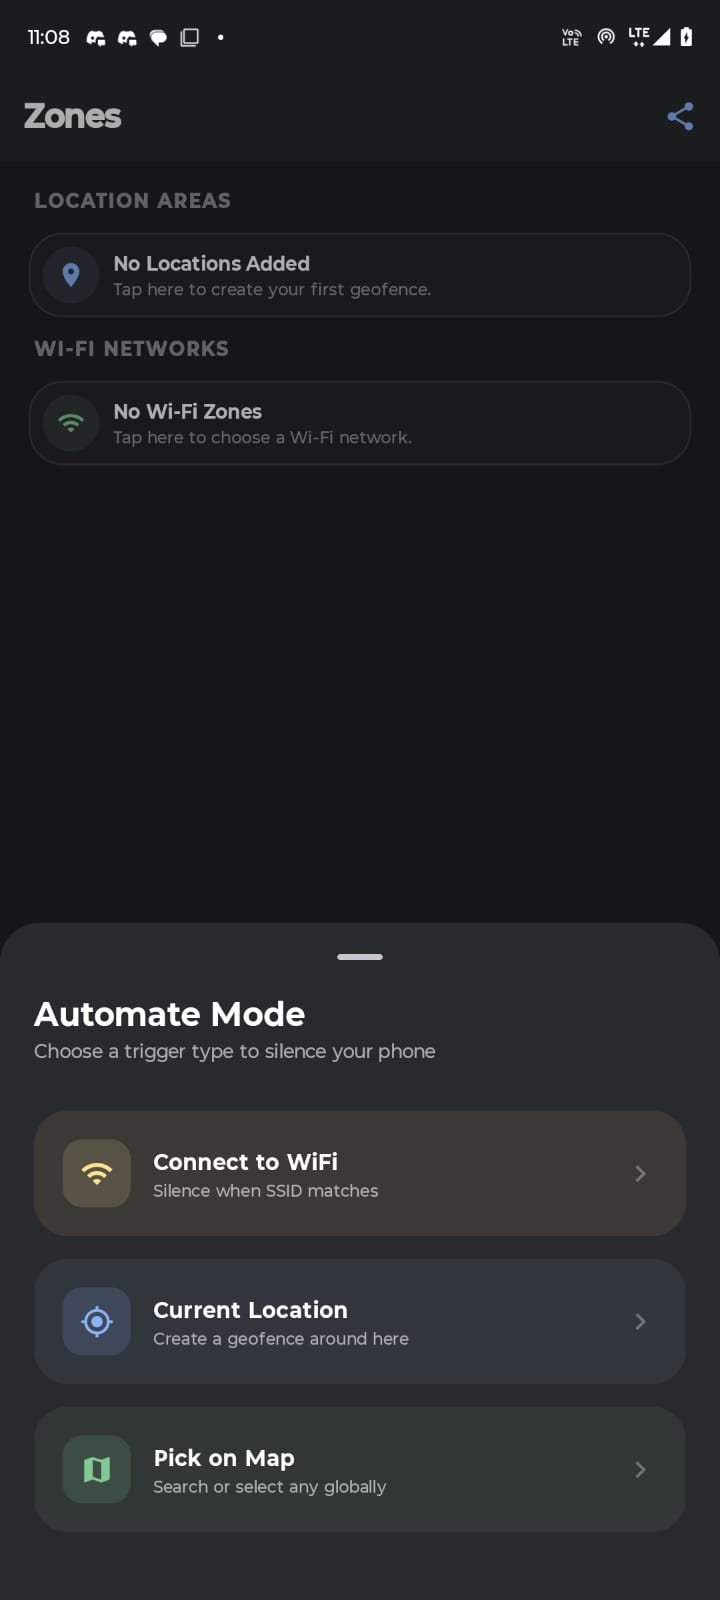 11:08
Vo LTE
LTE
Zones
LOCATION AREAS
No Locations Added
Tap here to create your first geofence.
WI-FI NETWORKS
No Wi-Fi Zones
Tap here to choose a Wi-Fi network.
Automate Mode
Choose a trigger type to silence your phone
Connect to WiFi
Silence when SSID matches
Current Location
Create a geofence around here
Pick on Map
Search or select any globally